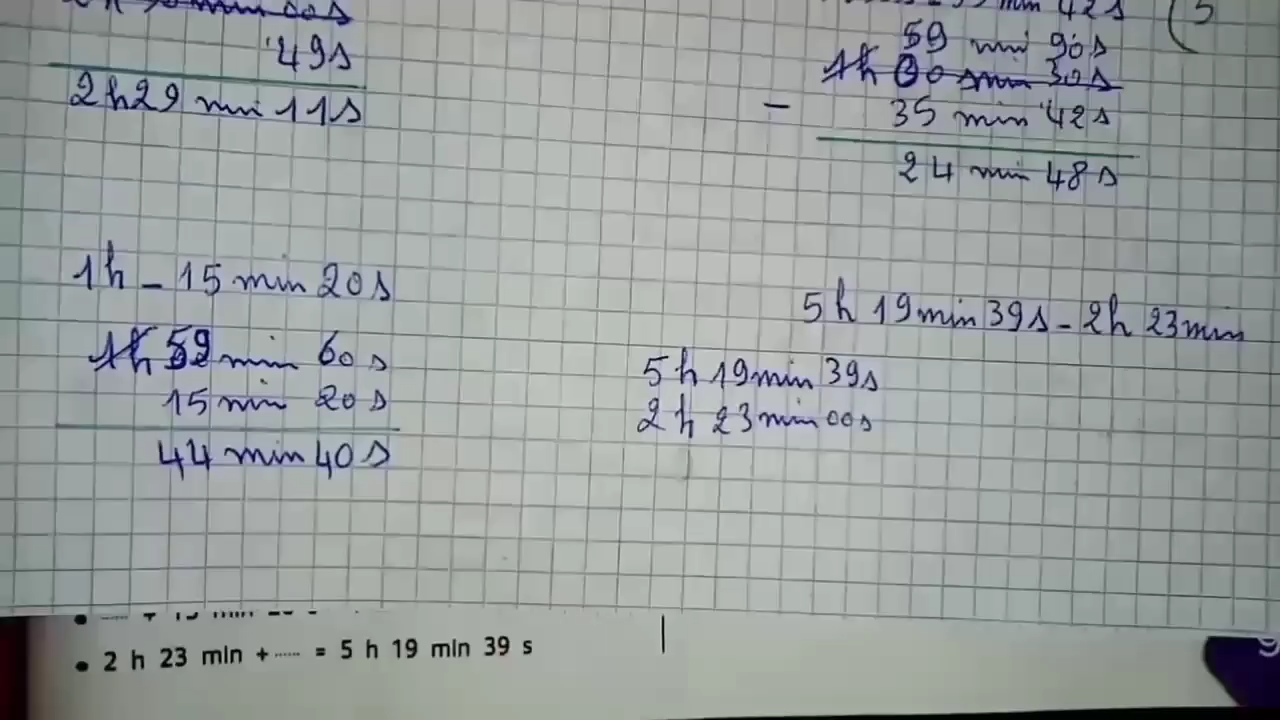 49s
2h29 min 11s
min 42s
59 min 90s
1h 00 min 30s
- 35 min 42s
24 min 48s
1h - 15 min 20s
1h 59 min 60s
15 min 20s
44 min 40s
5h 19min 39s - 2h 23min
5h 19min 39s
2h 23min 00s
• 2 h 23 min + ..... = 5 h 19 min 39 s